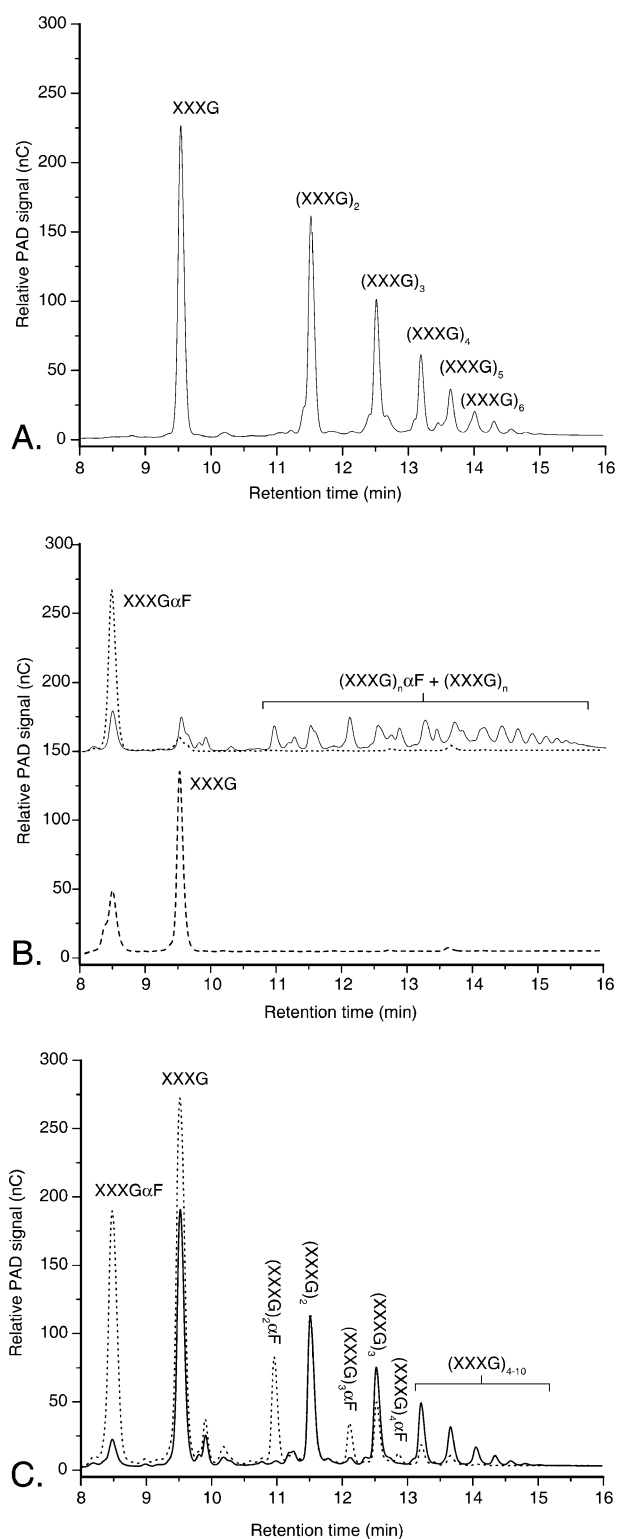 300
250
200
150
100
50
0
Relative PAD signal (nC)
XXXG
(XXXG)₂
(XXXG)₃
(XXXG)₄
(XXXG)₅
(XXXG)₆
A.
8 9 10 11 12 13 14 15 16
Retention time (min)
300
250
200
150
100
50
0
Relative PAD signal (nC)
XXXGαF
(XXXG)ₙαF + (XXXG)ₙ
XXXG
B.
8 9 10 11 12 13 14 15 16
Retention time (min)
300
250
200
150
100
50
0
Relative PAD signal (nC)
XXXG
XXXGαF
(XXXG)₂αF
(XXXG)₂
(XXXG)₃αF
(XXXG)₃
(XXXG)₄αF
(XXXG)₄₋₁₀
C.
8 9 10 11 12 13 14 15 16
Retention time (min)